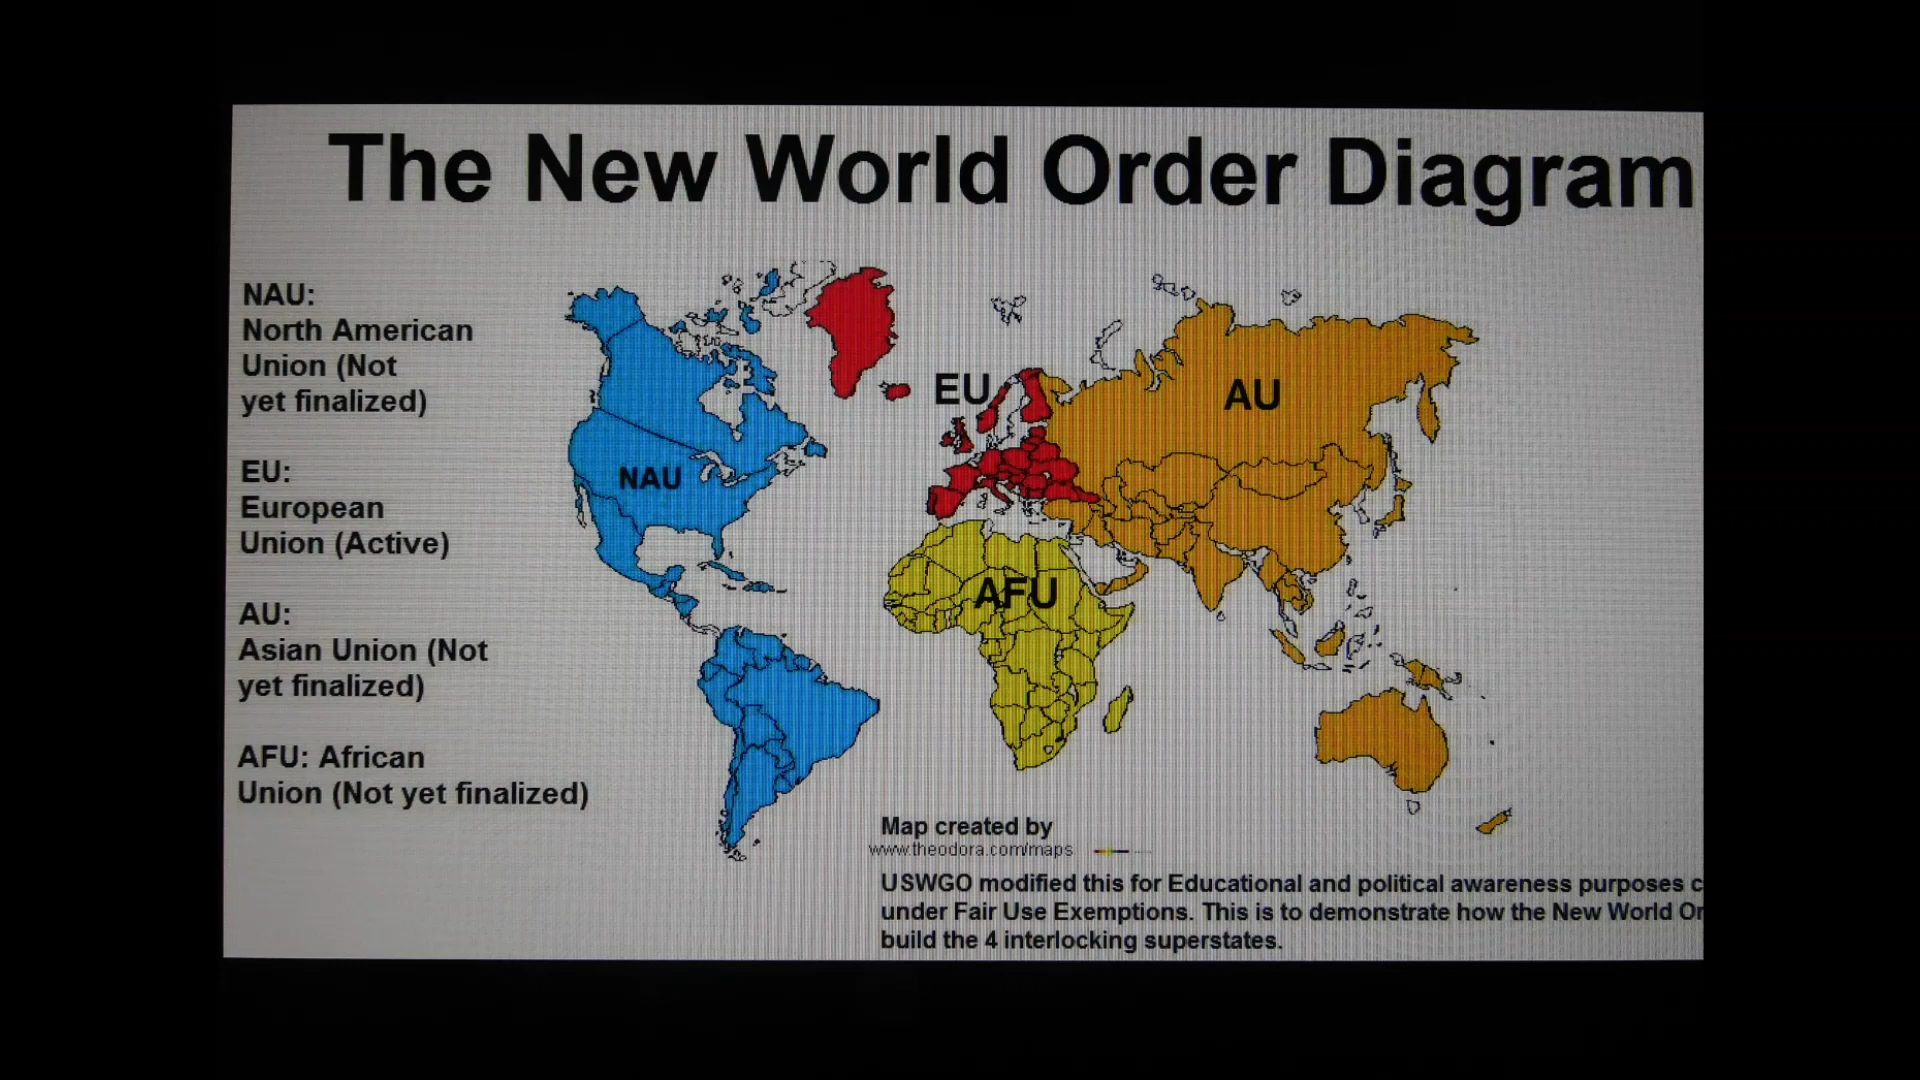 The New World Order Diagram
NAU:
North American
Union (Not
yet finalized)
EU:
European
Union (Active)
AU:
Asian Union (Not
yet finalized)
AFU: African
Union (Not yet finalized)
NAU
EU
AU
AFU
Map created by
www.theodora.com/maps
USWGO modified this for Educational and political awareness purposes
under Fair Use Exemptions. This is to demonstrate how the New World
build the 4 interlocking superstates.